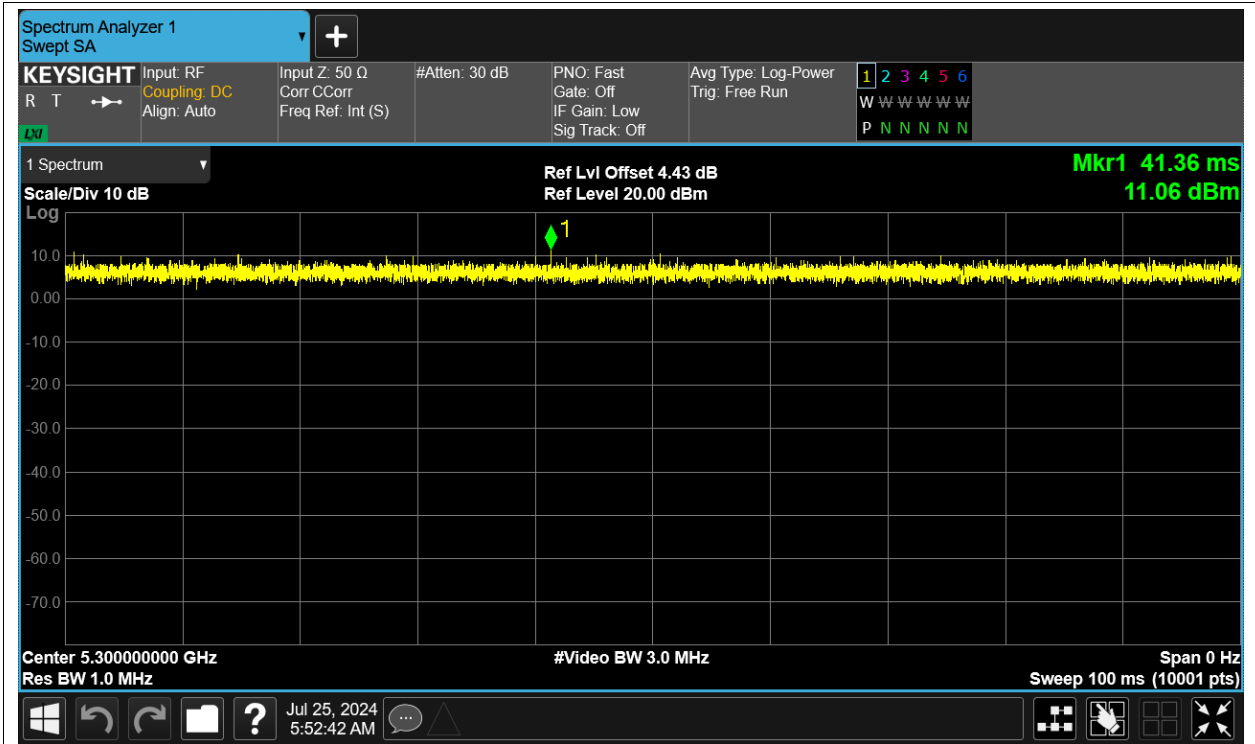 Spectrum Analyzer 1
Swept SA
KEYSIGHT
R T
LXI
Input: RF
Coupling: DC
Align: Auto
Input Z: 50 Ω
Corr CCorr
Freq Ref: Int (S)
#Atten: 30 dB
PNO: Fast
Gate: Off
IF Gain: Low
Sig Track: Off
Avg Type: Log-Power
Trig: Free Run
1 2 3 4 5 6
W W W W W W
P N N N N N
1 Spectrum
Scale/Div 10 dB
Log
Ref Lvl Offset 4.43 dB
Ref Level 20.00 dBm
Mkr1 41.36 ms
11.06 dBm
1
10.0
0.00
-10.0
-20.0
-30.0
-40.0
-50.0
-60.0
-70.0
Center 5.300000000 GHz
Res BW 1.0 MHz
#Video BW 3.0 MHz
Span 0 Hz
Sweep 100 ms (10001 pts)
?
Jul 25, 2024
5:52:42 AM